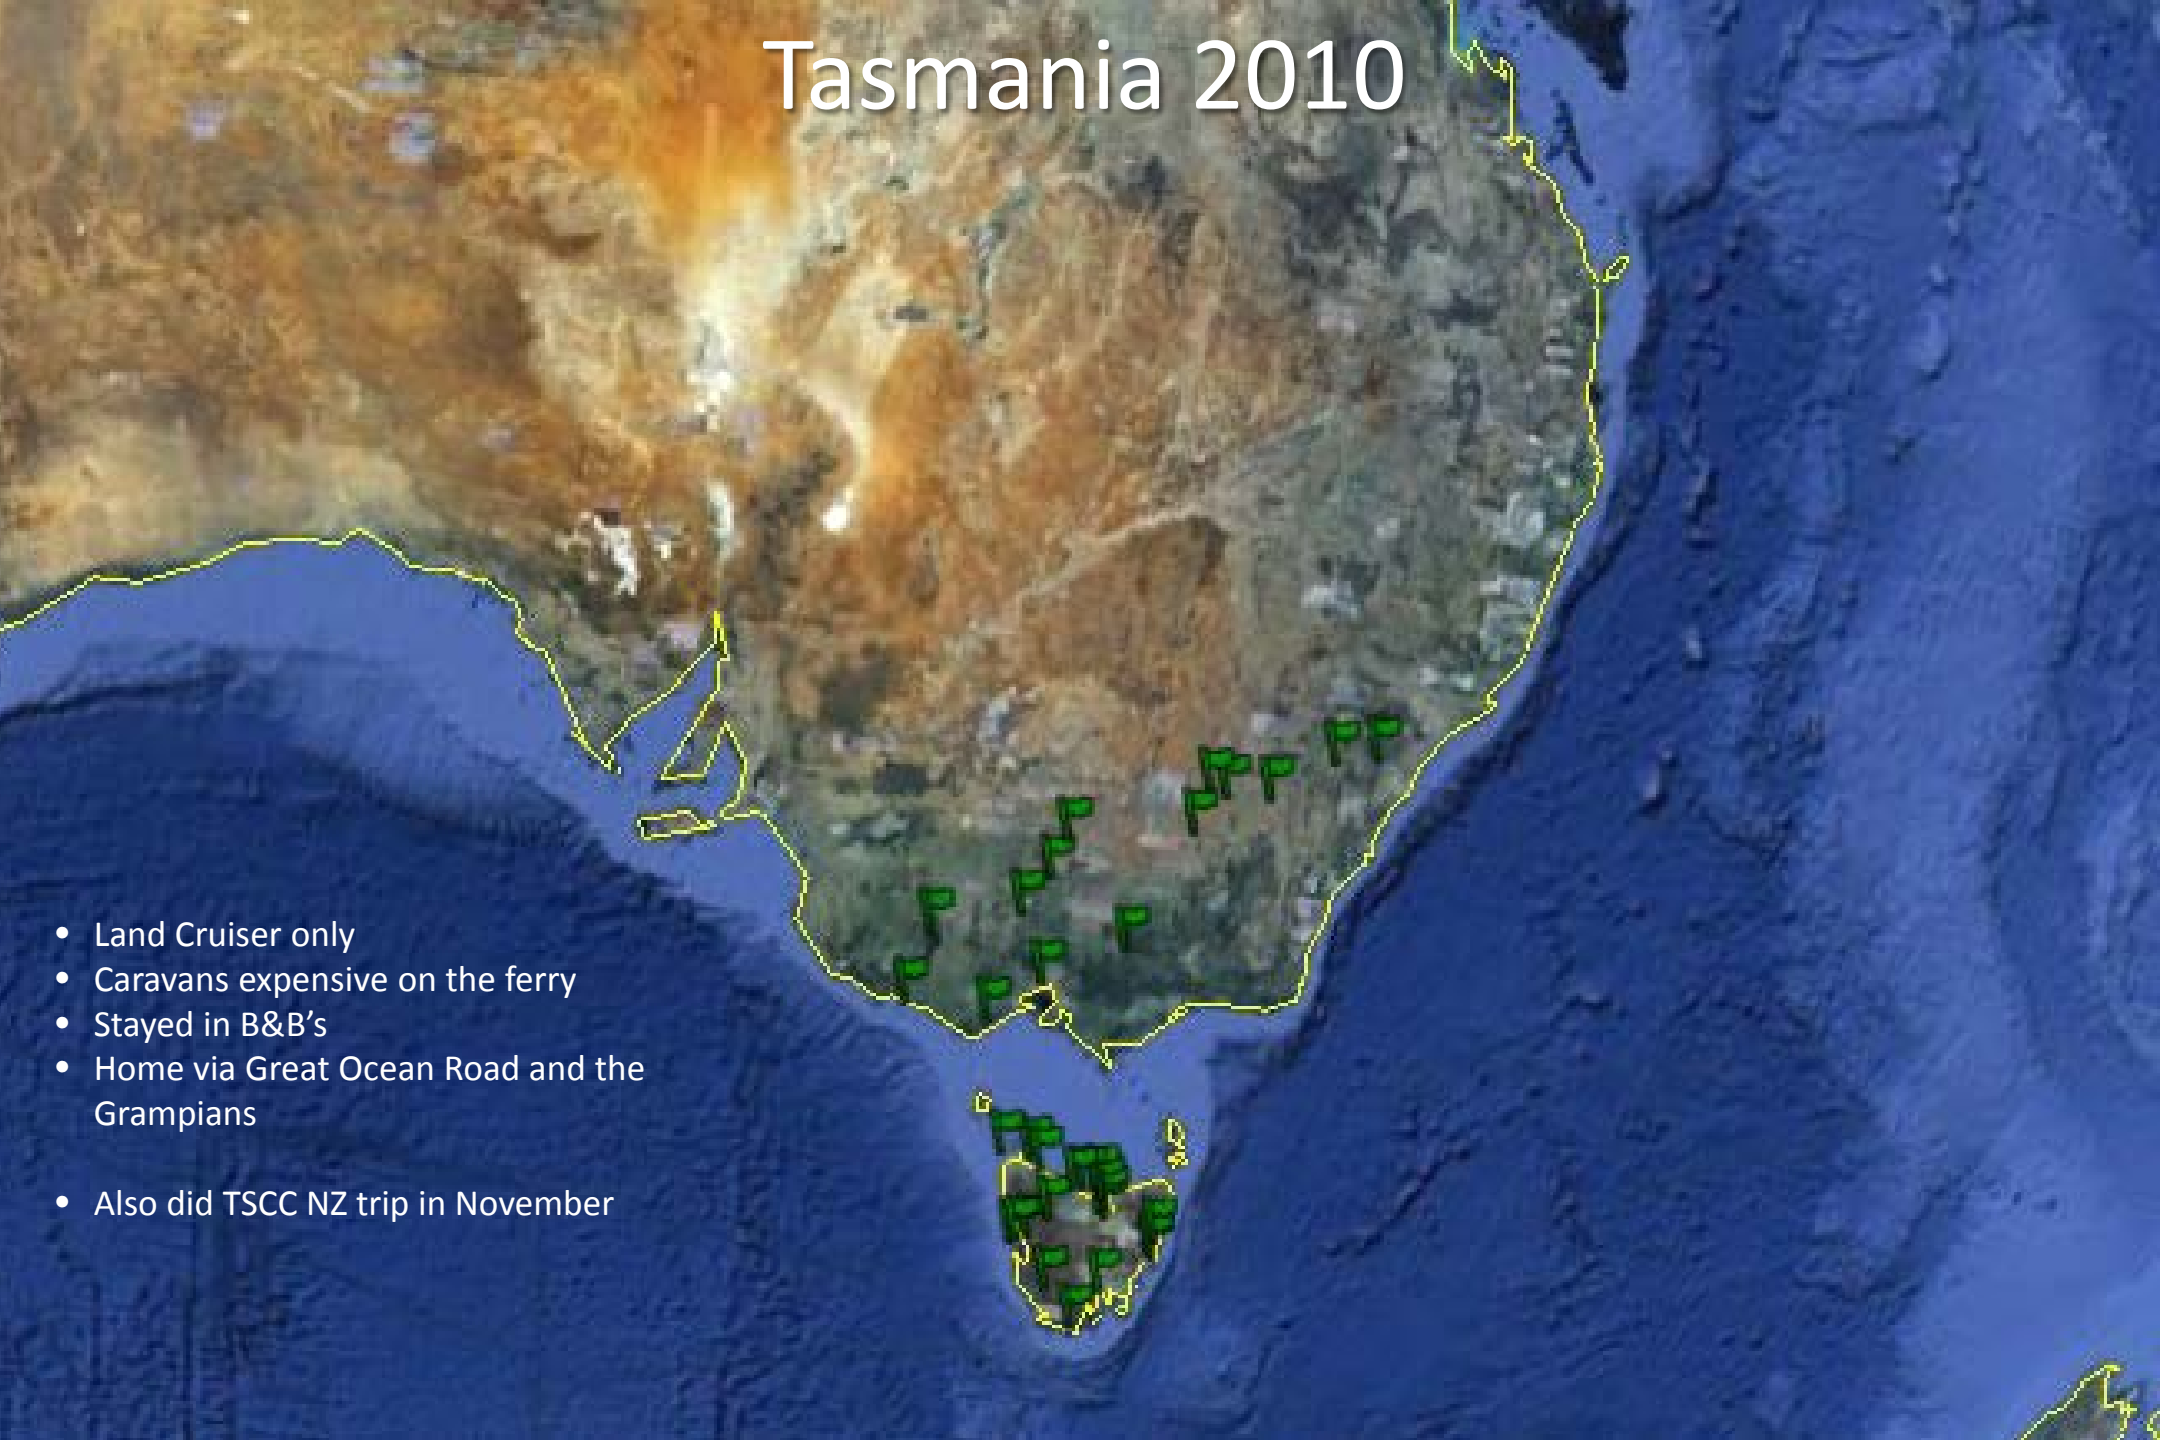 Tasmania 2010
• Land Cruiser only
• Caravans expensive on the ferry
• Stayed in B&B’s
• Home via Great Ocean Road and the
Grampians
• Also did TSCC NZ trip in November